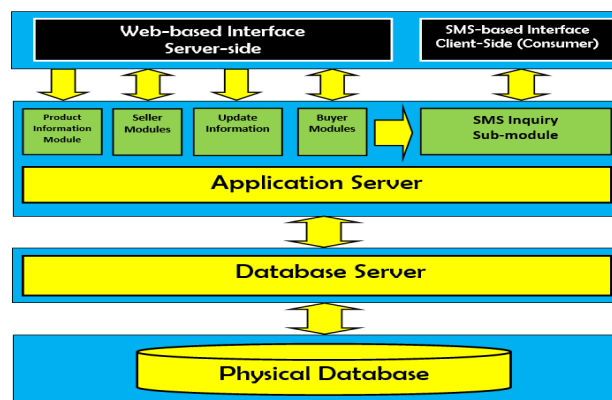 Web-based Interface
Server-side
SMS-based Interface
Client-Side (Consumer)
Product
Information
Module
Seller
Modules
Update
Information
Buyer
Modules
SMS Inquiry
Sub-module
Application Server
Database Server
Physical Database